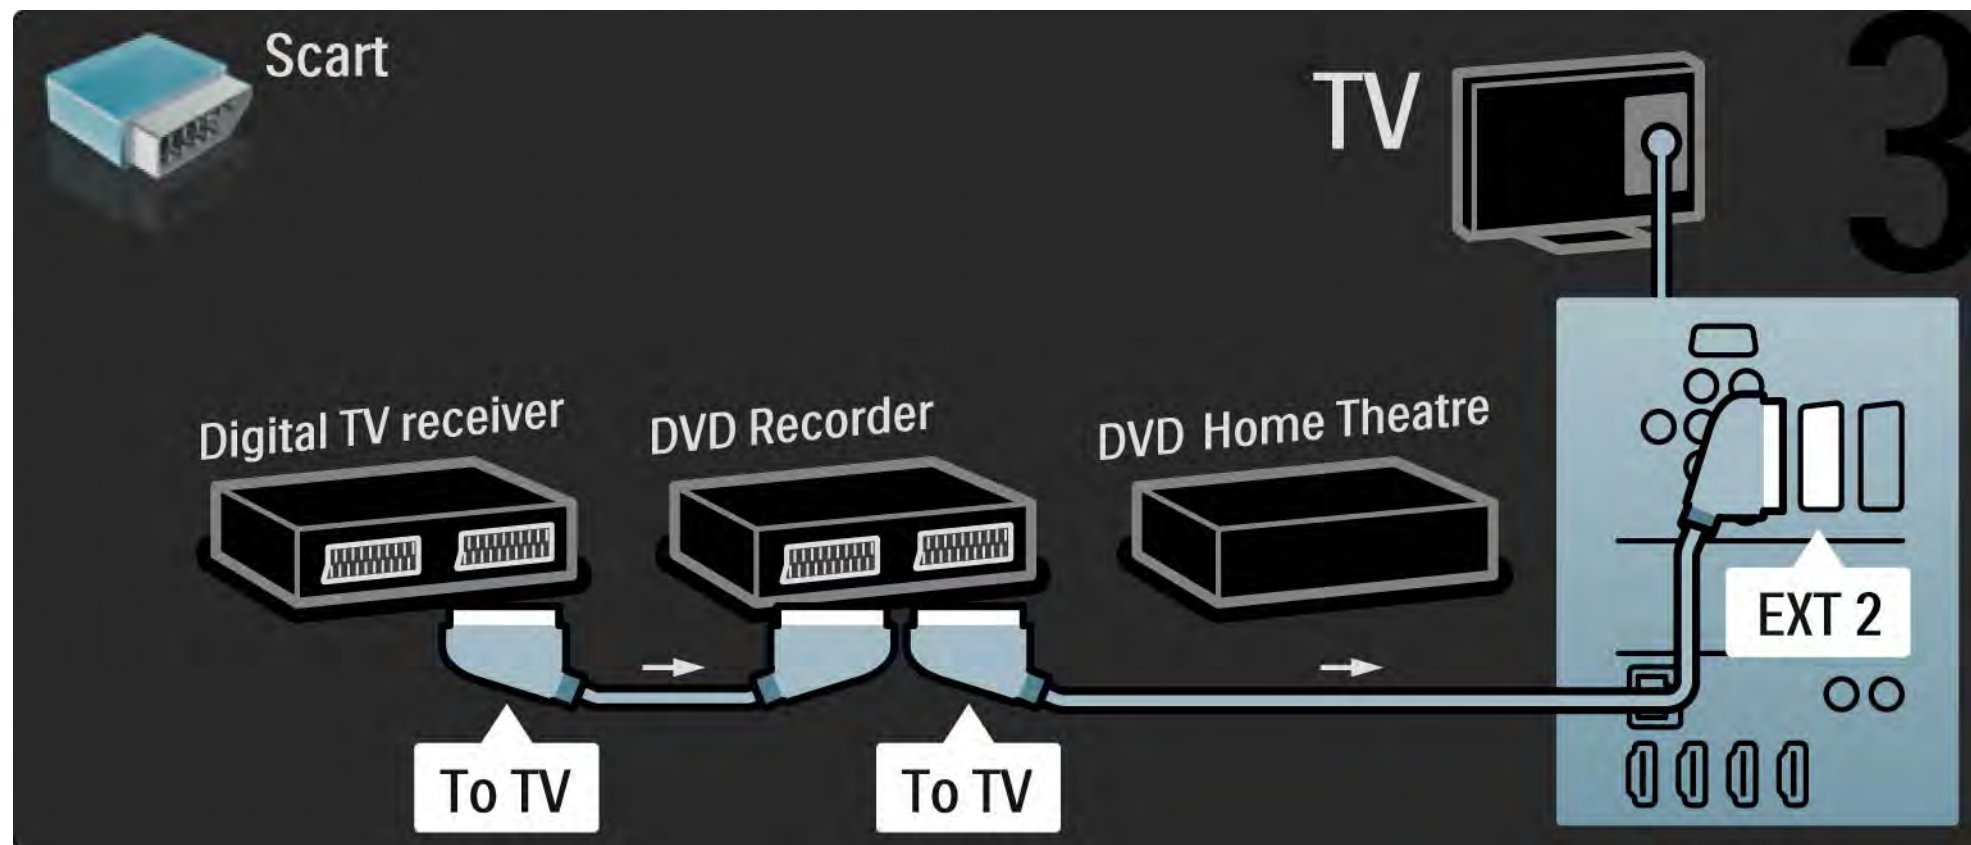 Scart
TV
3
Digital TV receiver
DVD Recorder
DVD Home Theatre
EXT 2
To TV
To TV